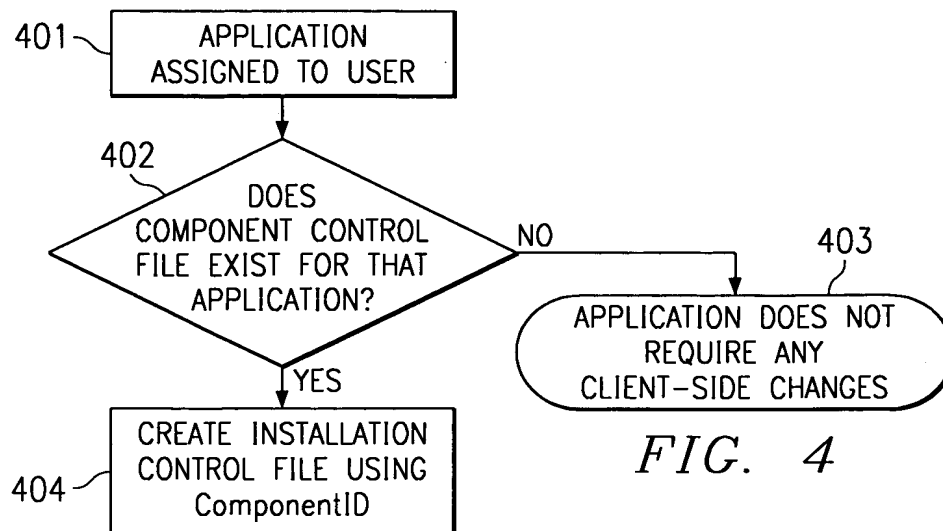 401
APPLICATION
ASSIGNED TO USER
402
DOES
COMPONENT CONTROL
FILE EXIST FOR THAT
APPLICATION?
NO
403
APPLICATION DOES NOT
REQUIRE ANY
CLIENT-SIDE CHANGES
YES
404
CREATE INSTALLATION
CONTROL FILE USING
ComponentID
FIG. 4